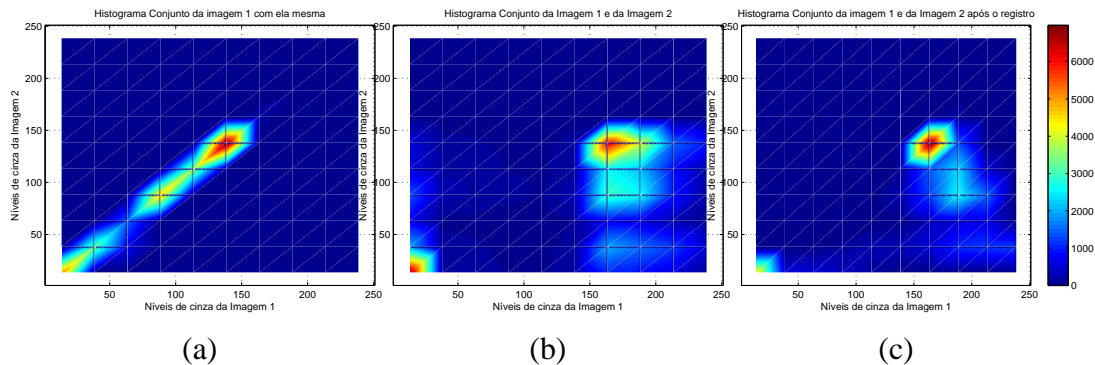 Histograma Conjunto da imagem 1 com ela mesma
Histograma Conjunto da Imagem 1 e da Imagem 2
Histograma Conjunto da imagem 1 e da Imagem 2 após o registro
Níveis de cinza da Imagem 2
200
150
100
50
50
100
150
200
250
Níveis de cinza da Imagem 1
Níveis de cinza da Imagem 2
200
150
100
50
50
100
150
200
250
Níveis de cinza da Imagem 1
Níveis de cinza da Imagem 2
200
150
100
50
50
100
150
200
250
Níveis de cinza da Imagem 1
6000
5000
4000
3000
2000
1000
0
(a)
(b)
(c)